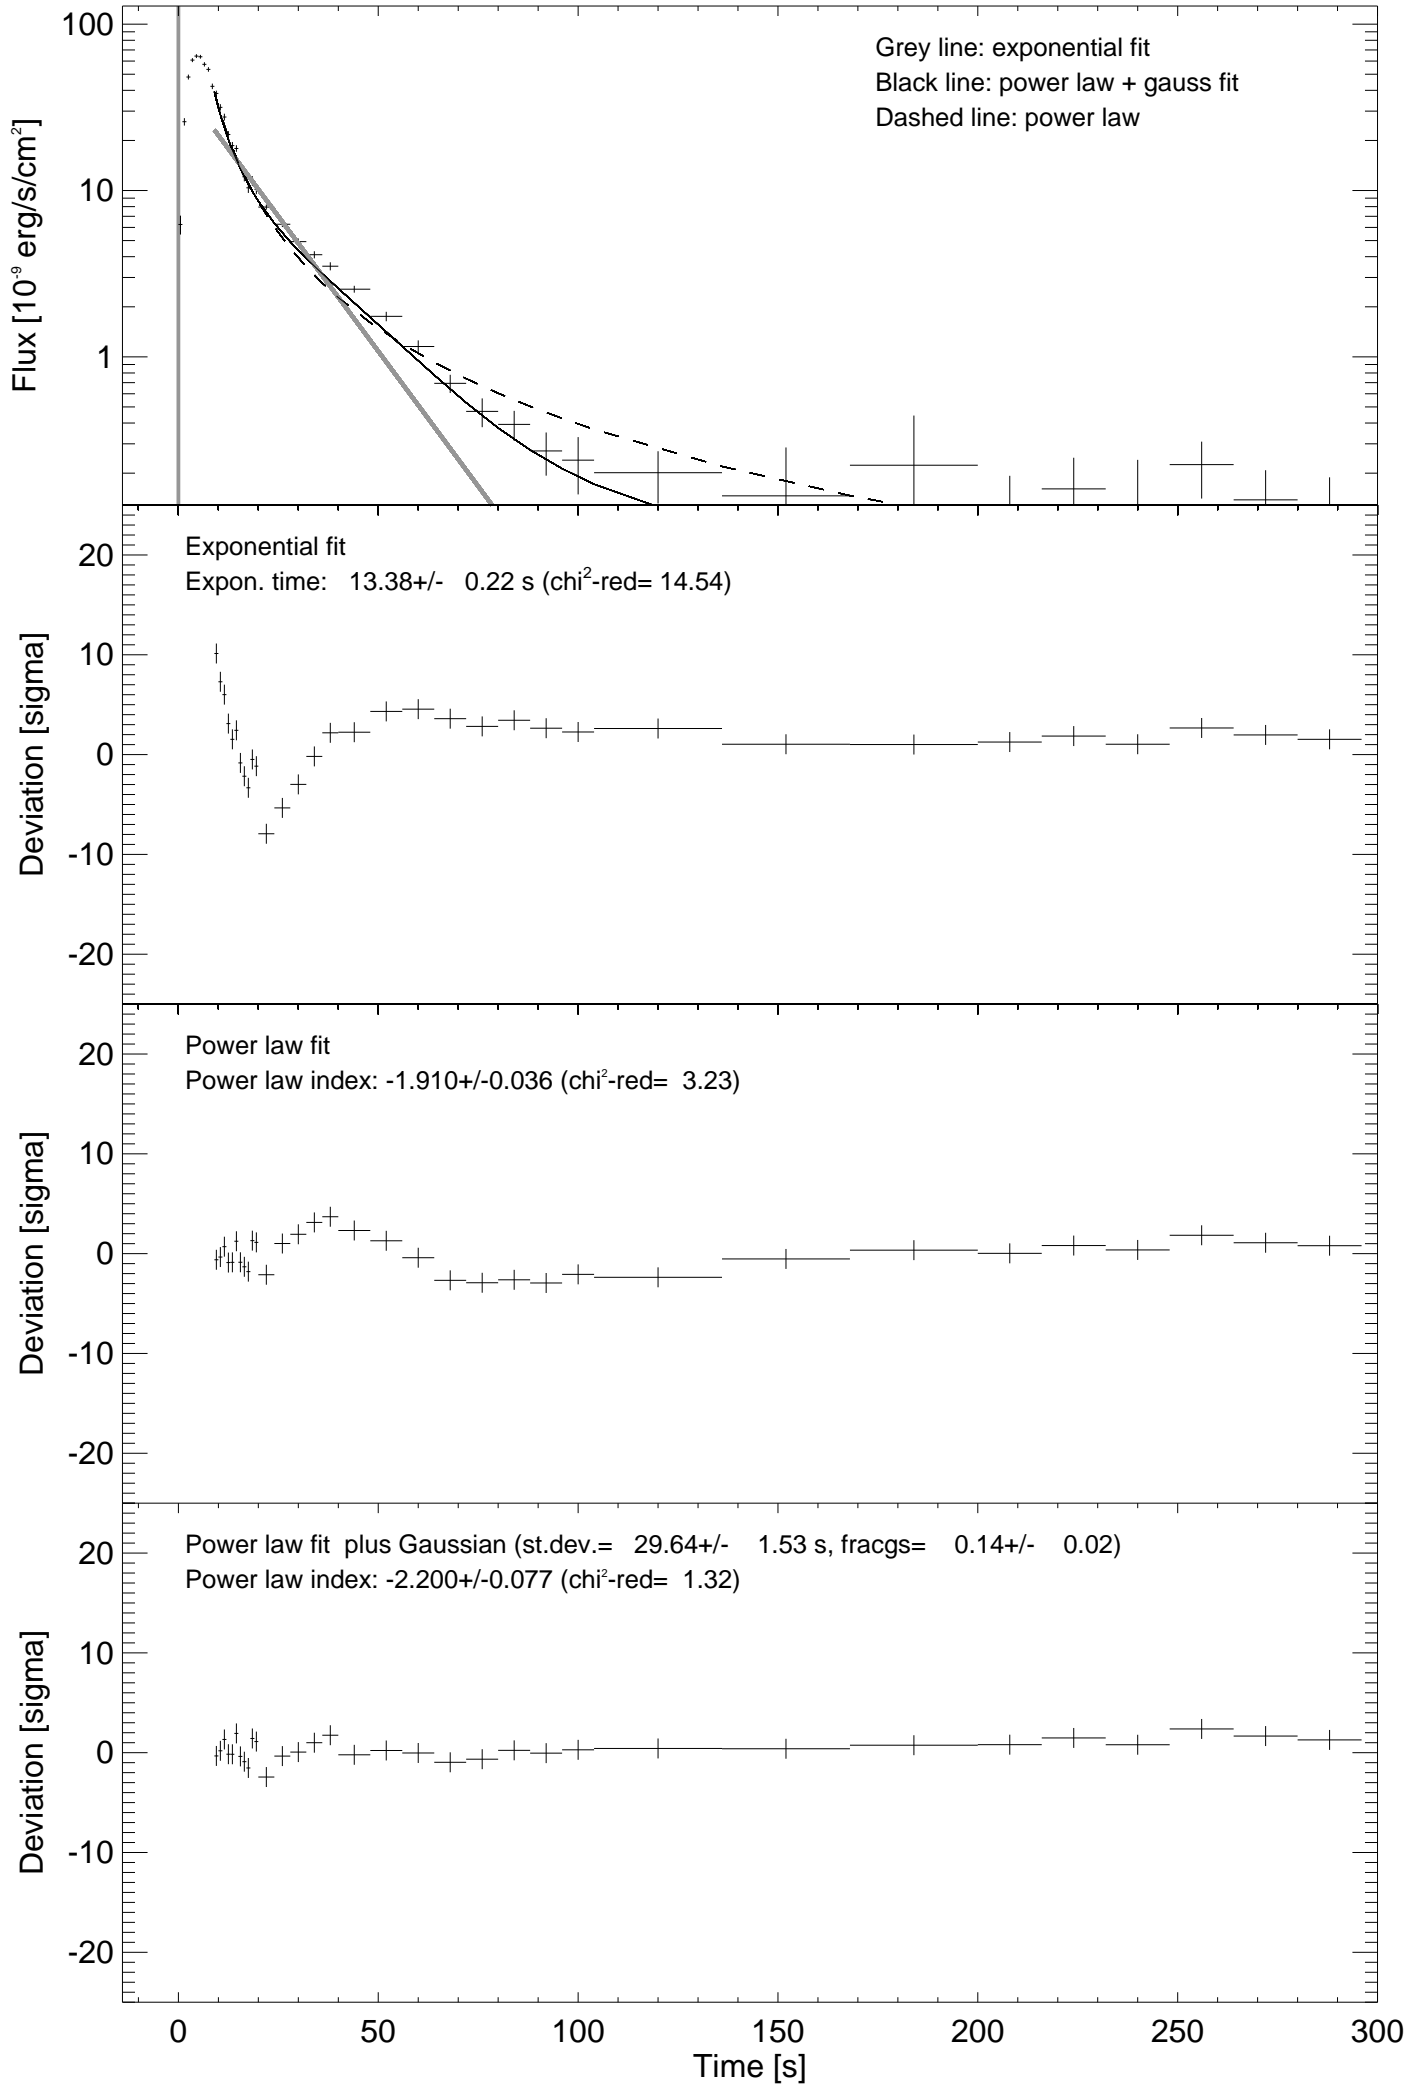 Grey line: exponential fit
Black line: power law + gauss fit
Dashed line: power law
100
10
1
Flux [10⁻⁹ erg/s/cm²]
Exponential fit
Expon. time: 13.38+/- 0.22 s (chi²-red= 14.54)
20
10
0
-10
-20
Deviation [sigma]
Power law fit
Power law index: -1.910+/-0.036 (chi²-red= 3.23)
20
10
0
-10
-20
Deviation [sigma]
Power law fit plus Gaussian (st.dev.= 29.64+/- 1.53 s, fracgs= 0.14+/- 0.02)
Power law index: -2.200+/-0.077 (chi²-red= 1.32)
20
10
0
-10
-20
Deviation [sigma]
0 50 100 150 200 250 300
Time [s]